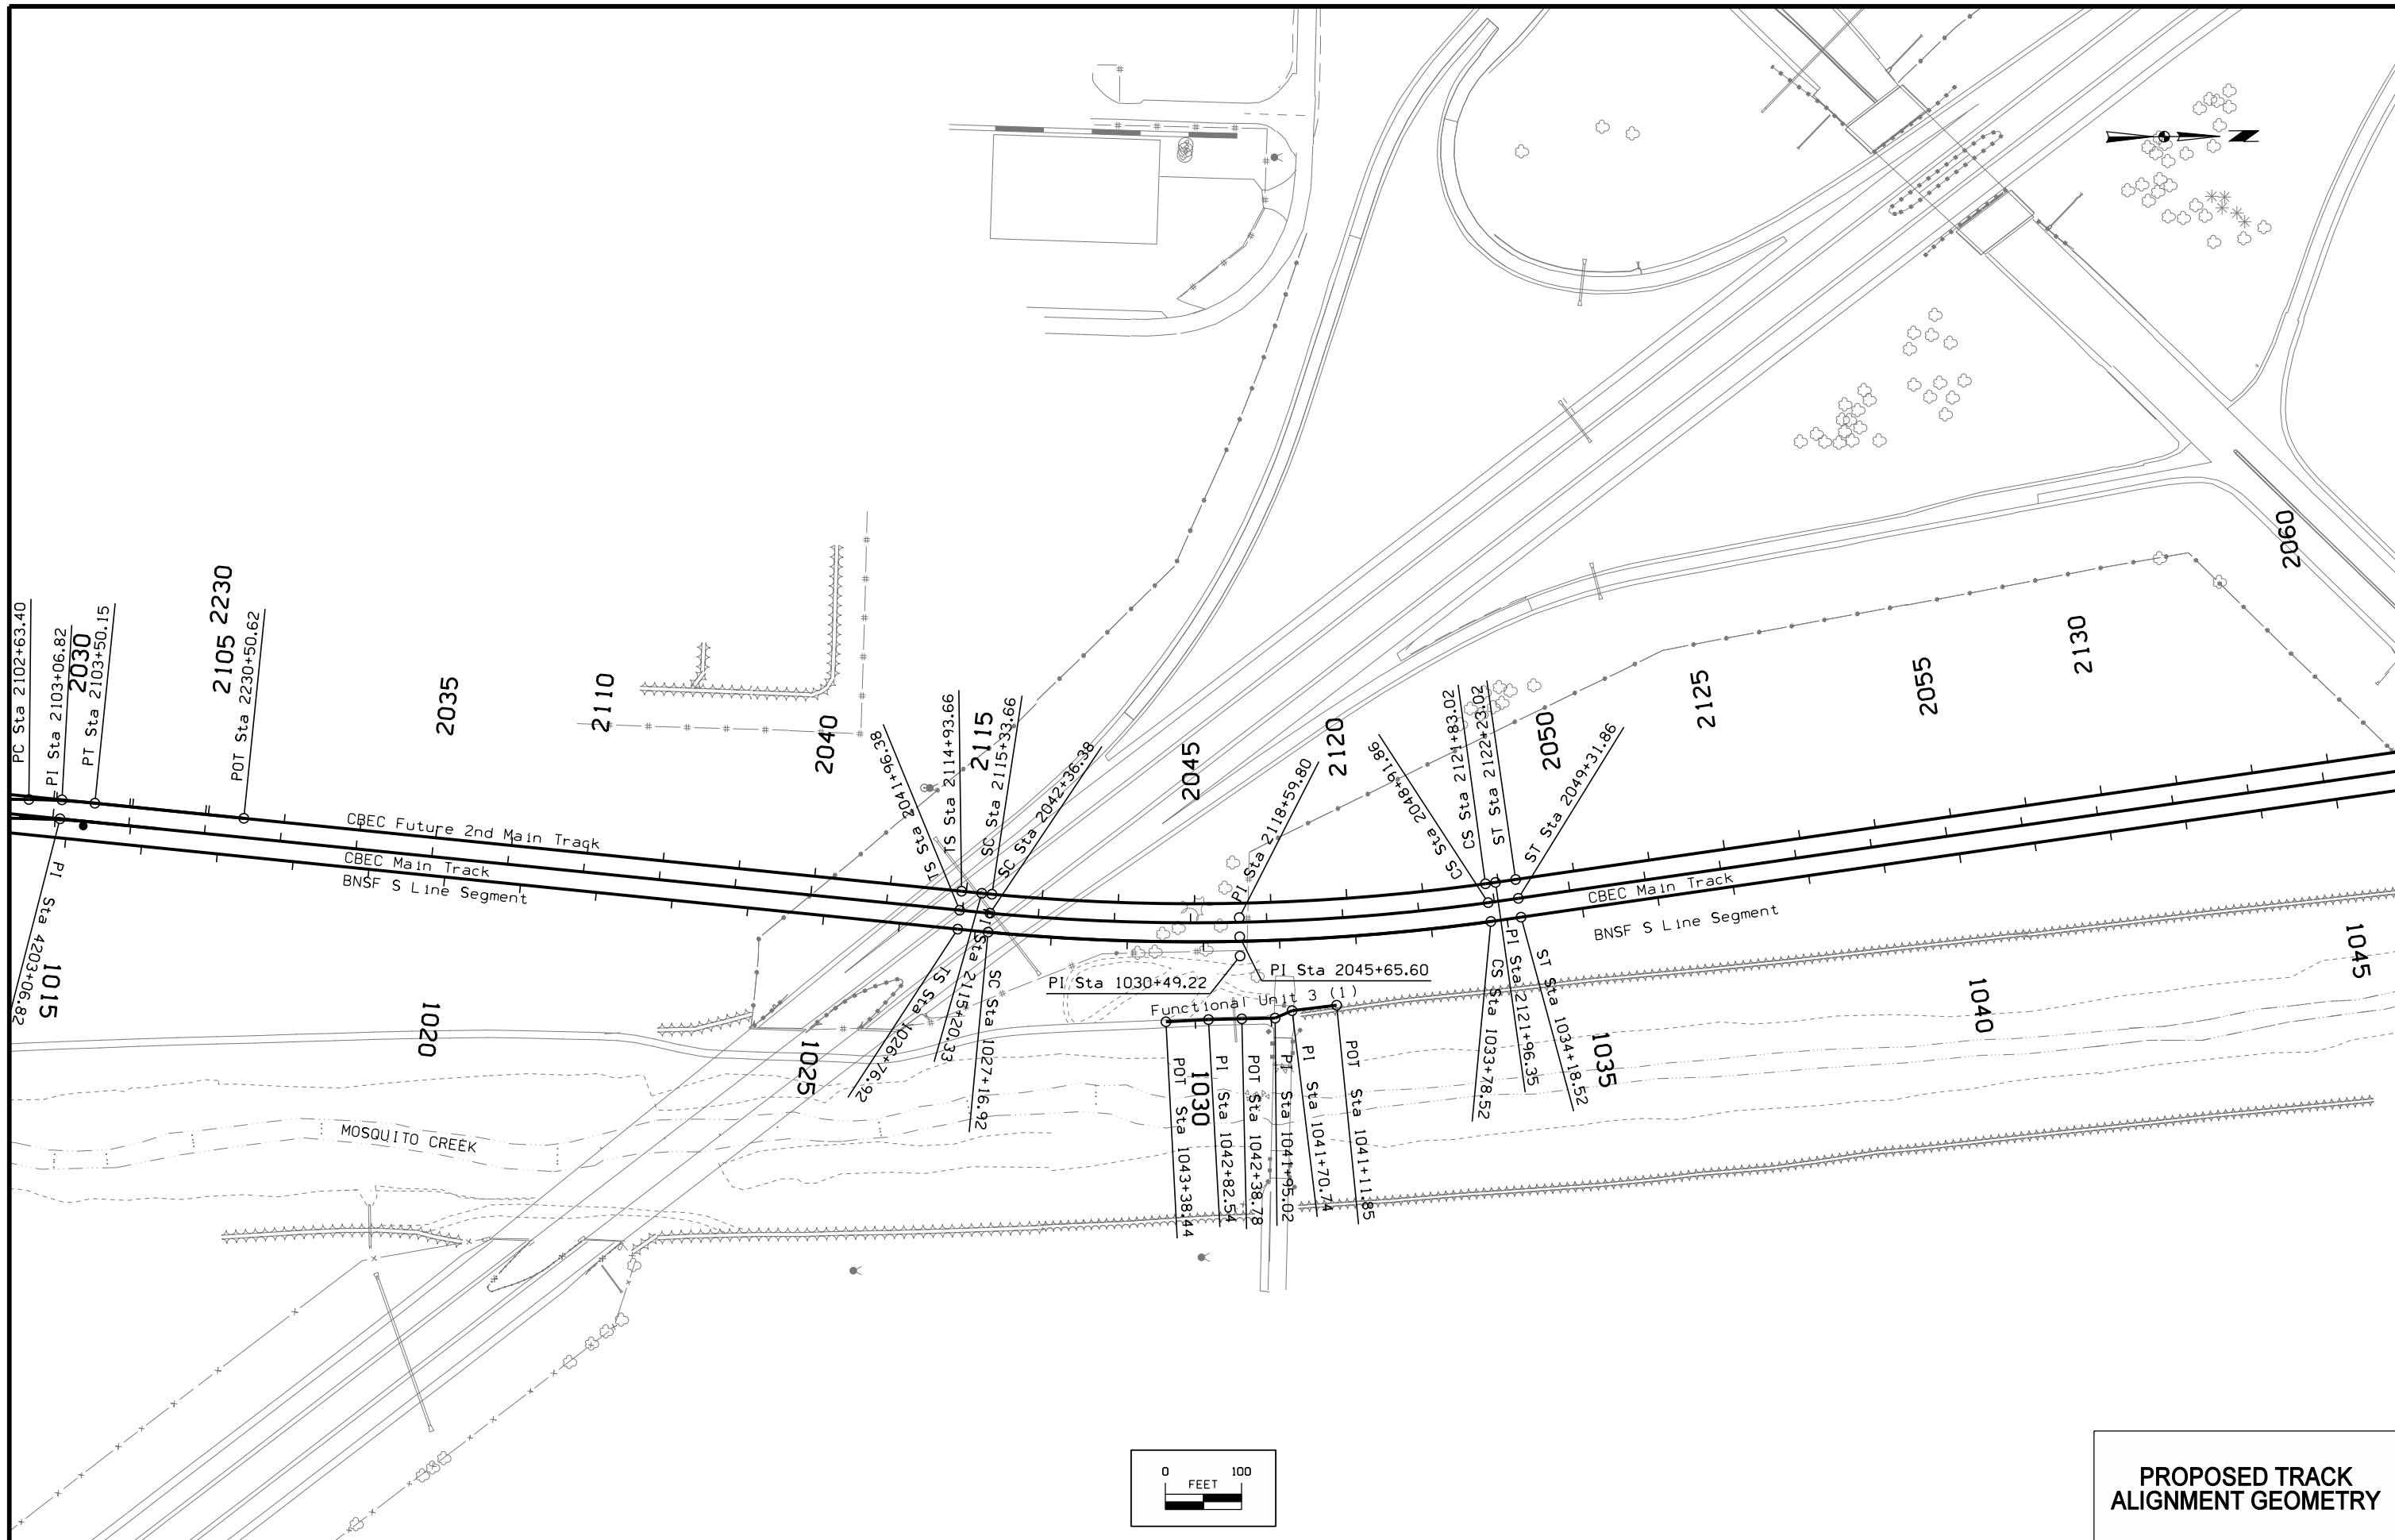 PC Sta 2102+63.40
PI Sta 2103+06.82
2030
PT Sta 2103+50.15
2105 2230
POT Sta 2230+50.62
2035
2110
2040
TS Sta 2041+96.38
TS Sta 2114+93.66
2115
SC Sta 2115+33.66
SC Sta 2042+36.38
2045
PI Sta 2118+59.80
2120
CS Sta 2048+91.86
CS Sta 2121+83.02
ST Sta 2122+23.02
2050
ST Sta 2049+31.86
2125
2055
2130
2060
CBEC Future 2nd Main Track
CBEC Main Track
BNSF S Line Segment
CBEC Main Track
BNSF S Line Segment
PI Sta 4203+06.82
1015
1020
1025
TS Sta 1026+76.92
PI Sta 2115+20.33
SC Sta 1027+16.92
PI Sta 1030+49.22
PI Sta 2045+65.60
Functional Unit 3 (1)
POT Sta 1043+38.44
1030
PI Sta 1042+82.54
POT Sta 1042+38.78
PI Sta 1041+95.02
PI Sta 1041+70.74
POT Sta 1041+11.85
CS Sta 1033+78.52
PI Sta 2121+96.35
ST Sta 1034+18.52
1035
1040
1045
MOSQUITO CREEK
0 100
FEET
PROPOSED TRACK
ALIGNMENT GEOMETRY